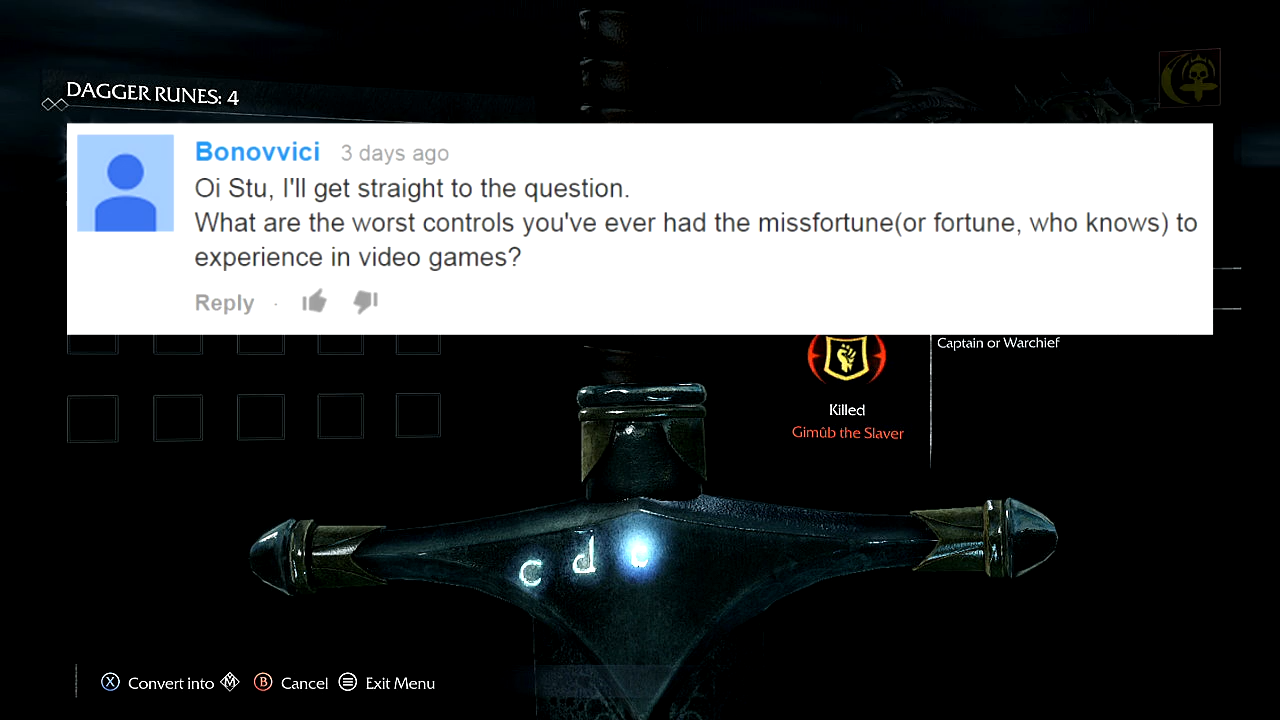 DAGGER RUNES: 4
Bonovvici 3 days ago
Oi Stu, I'll get straight to the question.
What are the worst controls you've ever had the missfortune(or fortune, who knows) to
experience in video games?
Reply ·
Captain or Warchief
Killed
Gimûb the Slaver
c d e
X Convert into B Cancel Exit Menu